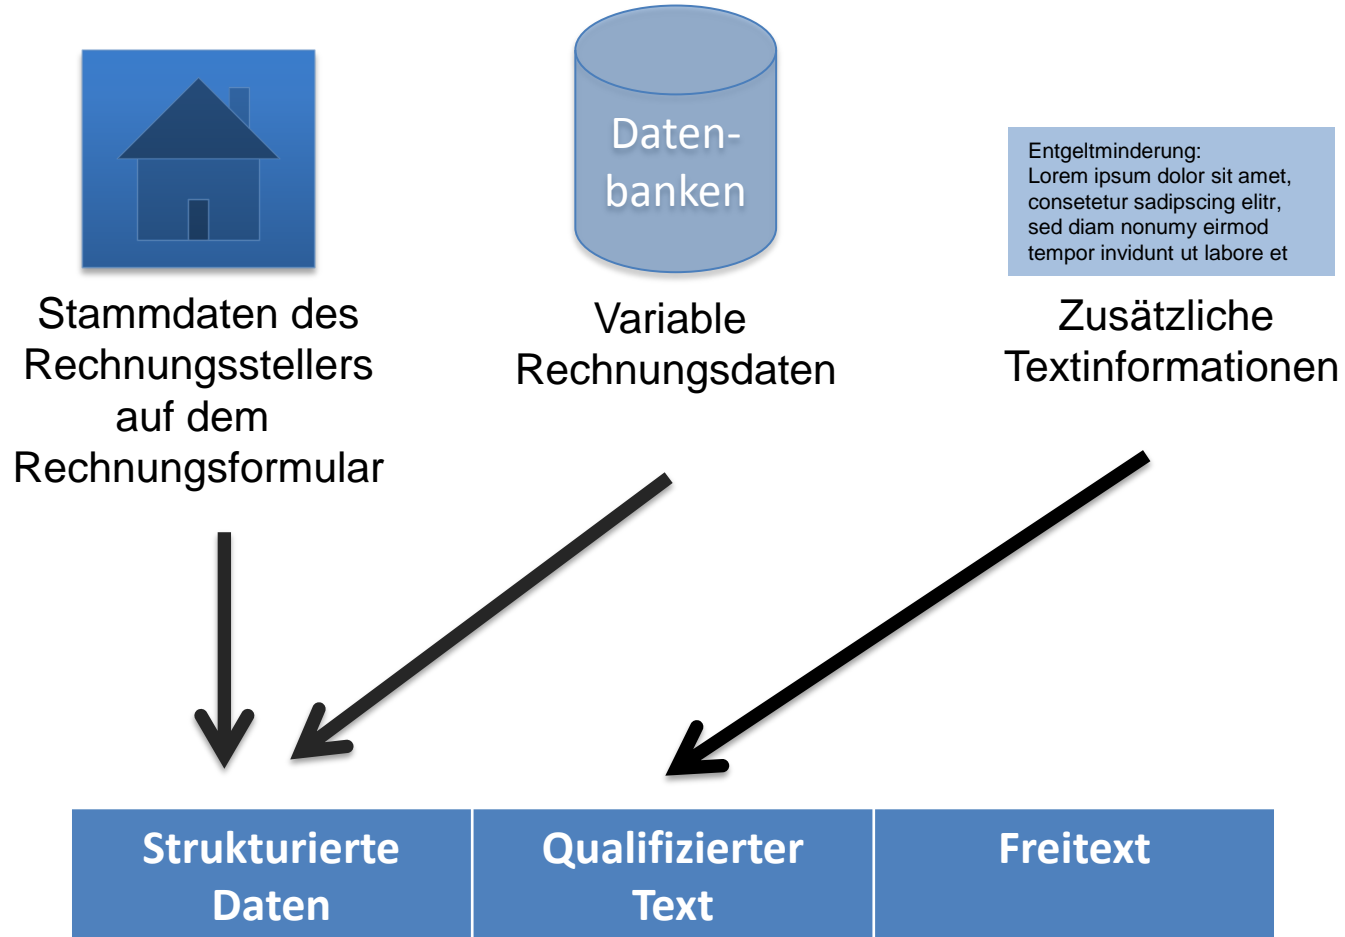 Stammdaten des
Rechnungsstellers
auf dem
Rechnungsformular
Daten-
banken
Variable
Rechnungsdaten
Entgeltminderung:
Lorem ipsum dolor sit amet,
consetetur sadipscing elitr,
sed diam nonumy eirmod
tempor invidunt ut labore et
Zusätzliche
Textinformationen
Strukturierte
Daten
Qualifizierter
Text
Freitext